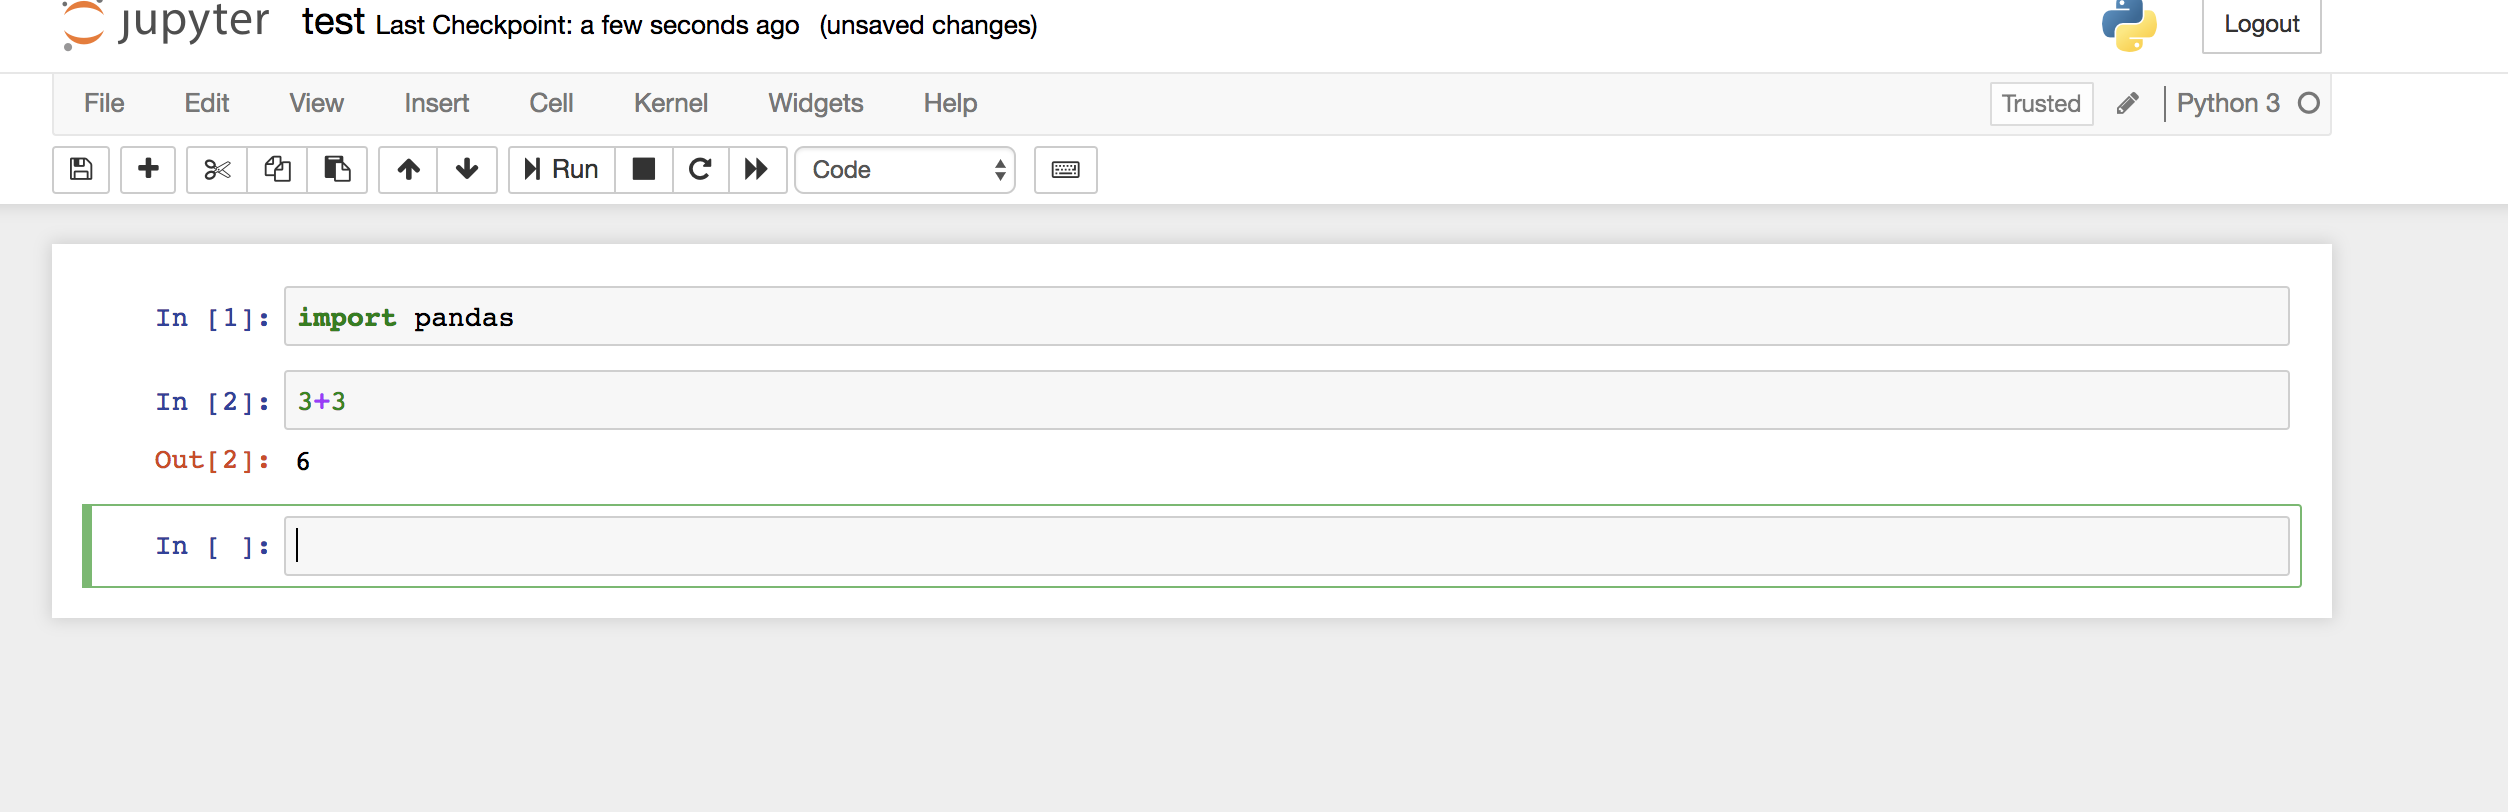 jupyter test Last Checkpoint: a few seconds ago (unsaved changes) Logout
File Edit View Insert Cell Kernel Widgets Help Trusted Python 3
Run Code
In [1]: import pandas
In [2]: 3+3
Out[2]: 6
In [ ]: